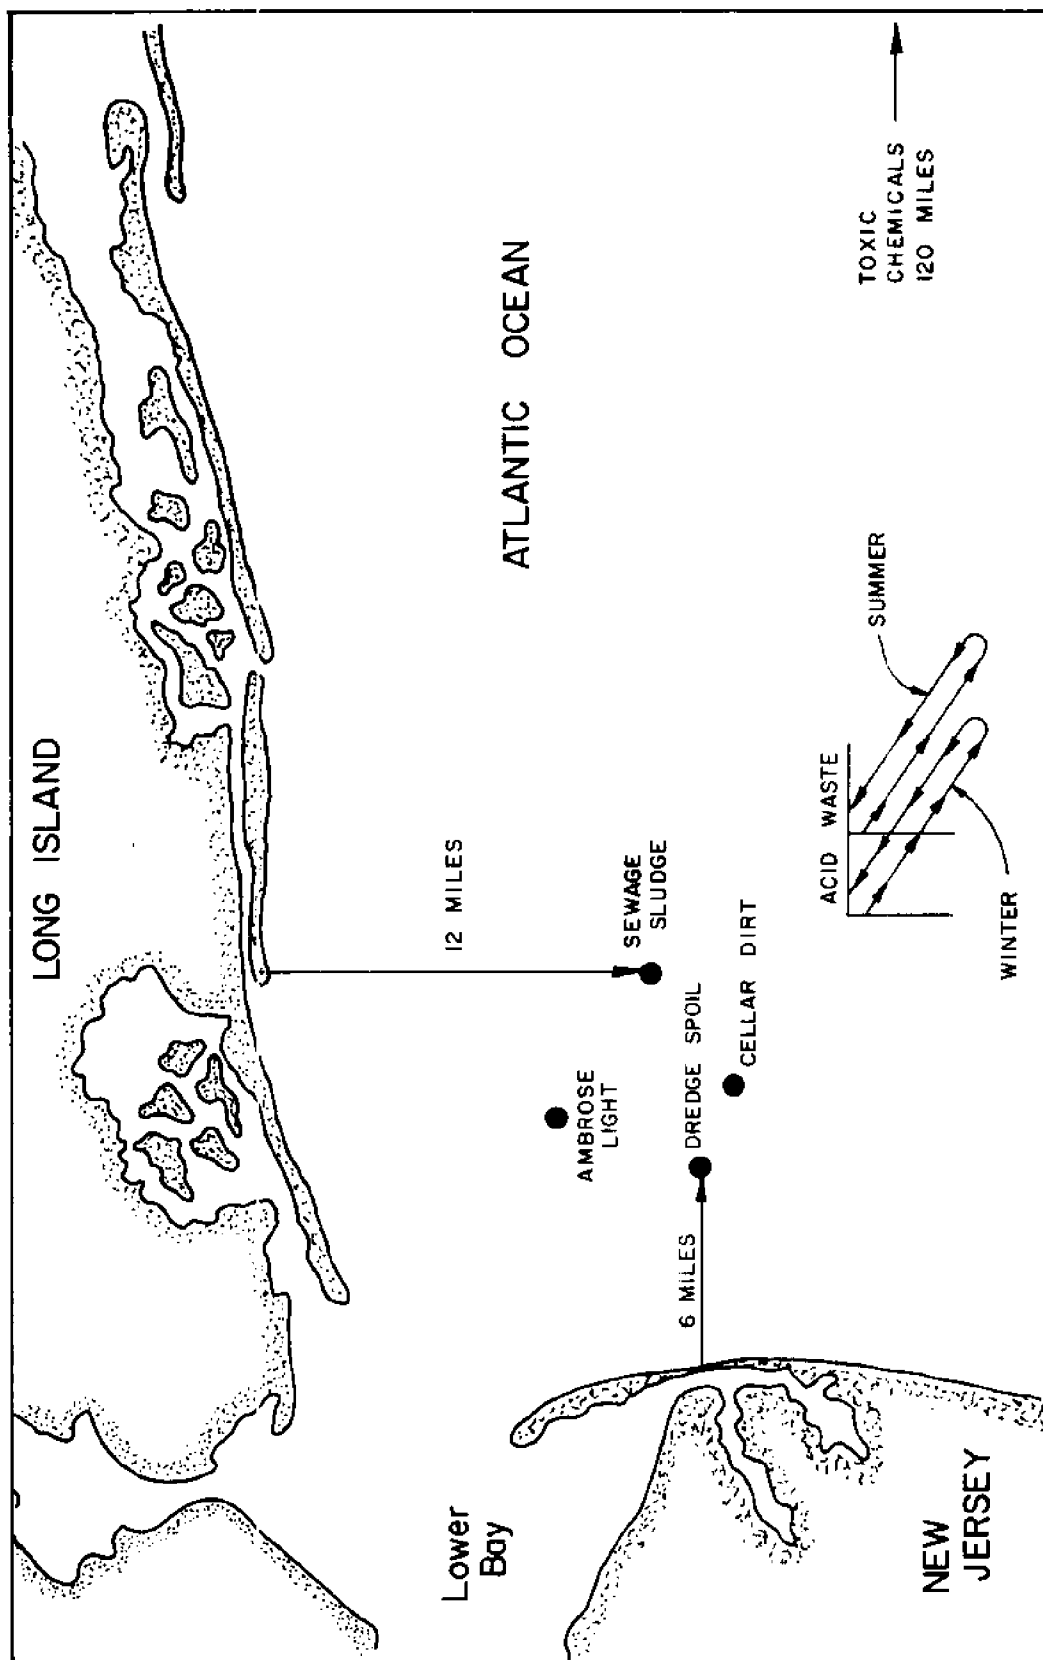 LONG ISLAND
ATLANTIC OCEAN
12 MILES
SEWAGE
SLUDGE
AMBROSE
LIGHT
DREDGE SPOIL
CELLAR DIRT
6 MILES
Lower
Bay
NEW
JERSEY
ACID WASTE
SUMMER
WINTER
TOXIC
CHEMICALS
120 MILES